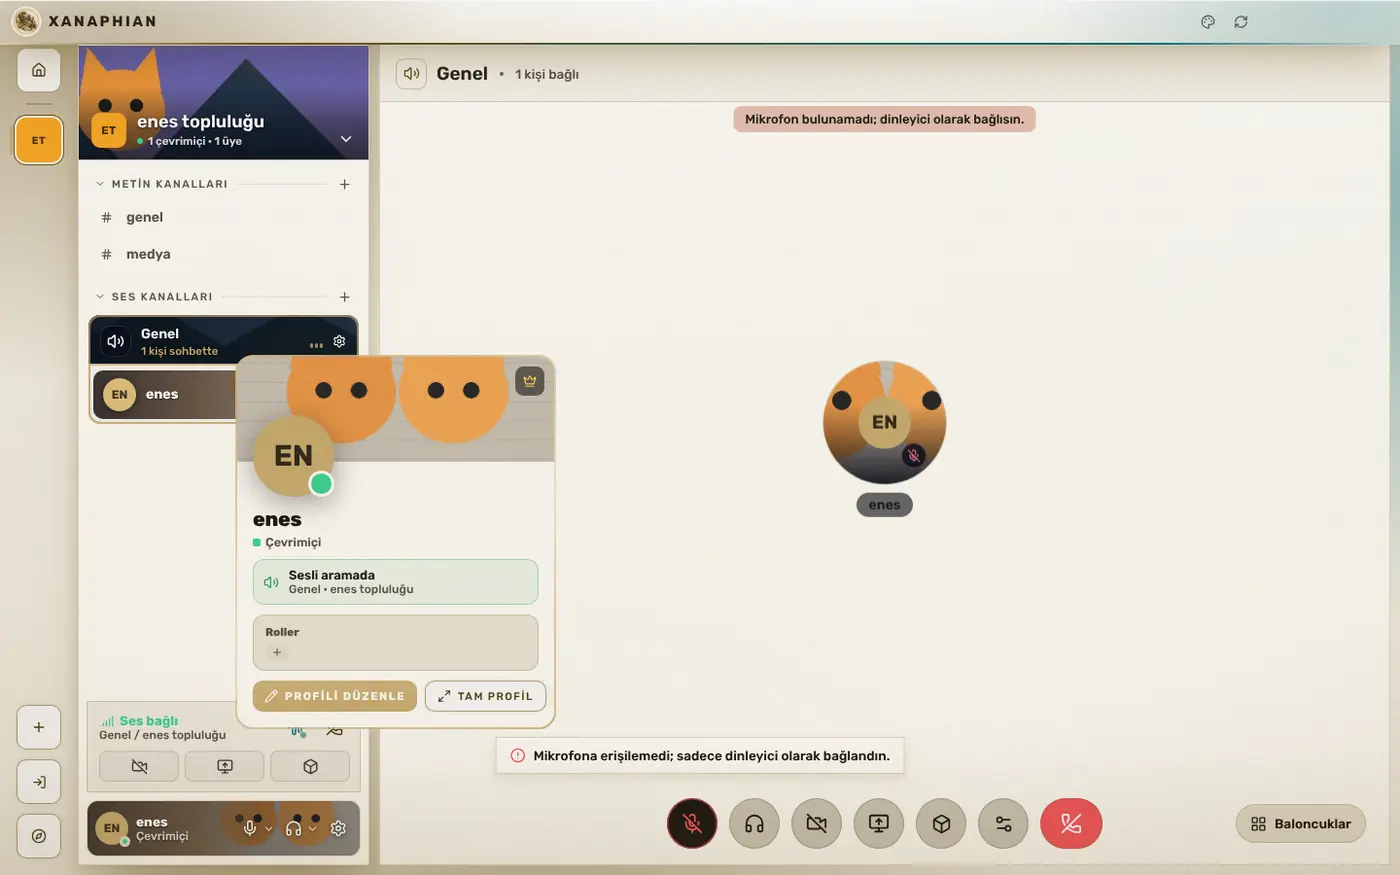 XANAPHIAN
ET
ET
enes topluluğu
1 çevrimiçi • 1 üye
METİN KANALLARI
# genel
# medya
SES KANALLARI
Genel
1 kişi sohbette
EN
enes
Genel • 1 kişi bağlı
Mikrofon bulunamadı; dinleyici olarak bağlısın.
EN
enes
EN
enes
Çevrimiçi
Sesli aramada
Genel • enes topluluğu
Roller
+
PROFİLİ DÜZENLE
TAM PROFİL
Ses bağlı
Genel / enes topluluğu
Mikrofona erişilemedi; sadece dinleyici olarak bağlandın.
EN
enes
Çevrimiçi
Baloncuklar